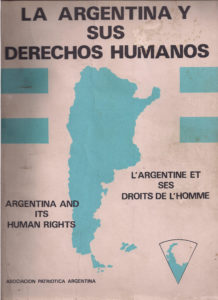 LA ARGENTINA Y
SUS
DERECHOS HUMANOS
L'ARGENTINE ET
SES
DROITS DE L'HOMME
ARGENTINA AND
ITS
HUMAN RIGHTS
ASOCIACION PATRIOTICA ARGENTINA